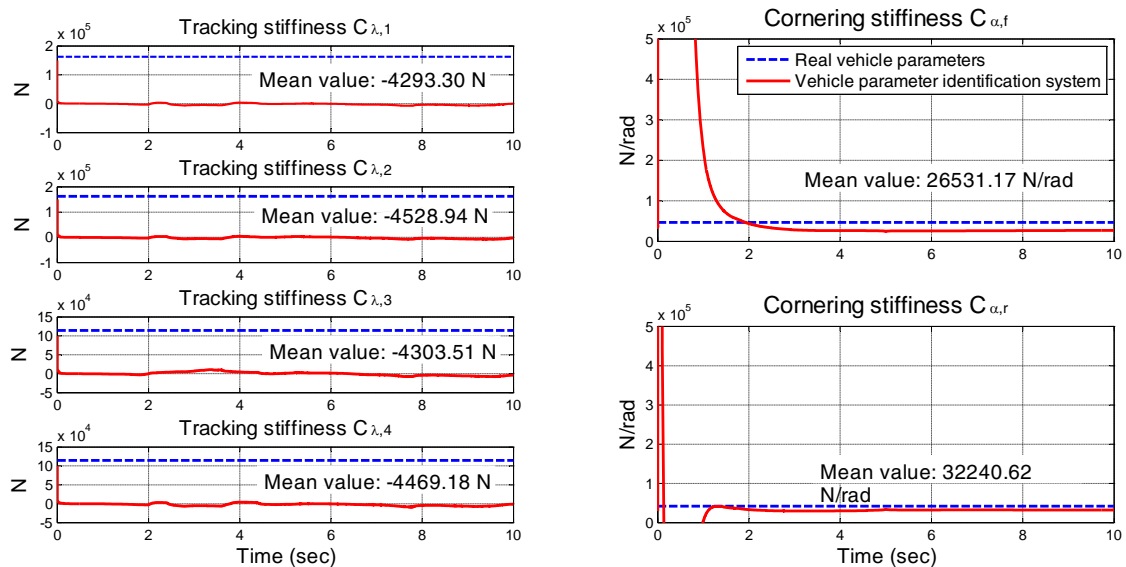 Tracking stiffness C λ,1
x 10^5
2
1
0
-1
N
Mean value: -4293.30 N
0 2 4 6 8 10
Tracking stiffness C λ,2
x 10^5
2
1
0
-1
N
Mean value: -4528.94 N
0 2 4 6 8 10
Tracking stiffness C λ,3
x 10^4
15
10
5
0
-5
N
Mean value: -4303.51 N
0 2 4 6 8 10
Tracking stiffness C λ,4
x 10^4
15
10
5
0
-5
N
Mean value: -4469.18 N
0 2 4 6 8 10
Time (sec)
Cornering stiffness C α,f
x 10^5
5
4
3
2
1
0
N/rad
Real vehicle parameters
Vehicle parameter identification system
Mean value: 26531.17 N/rad
0 2 4 6 8 10
Cornering stiffness C α,r
x 10^5
5
4
3
2
1
0
N/rad
Mean value: 32240.62
N/rad
0 2 4 6 8 10
Time (sec)